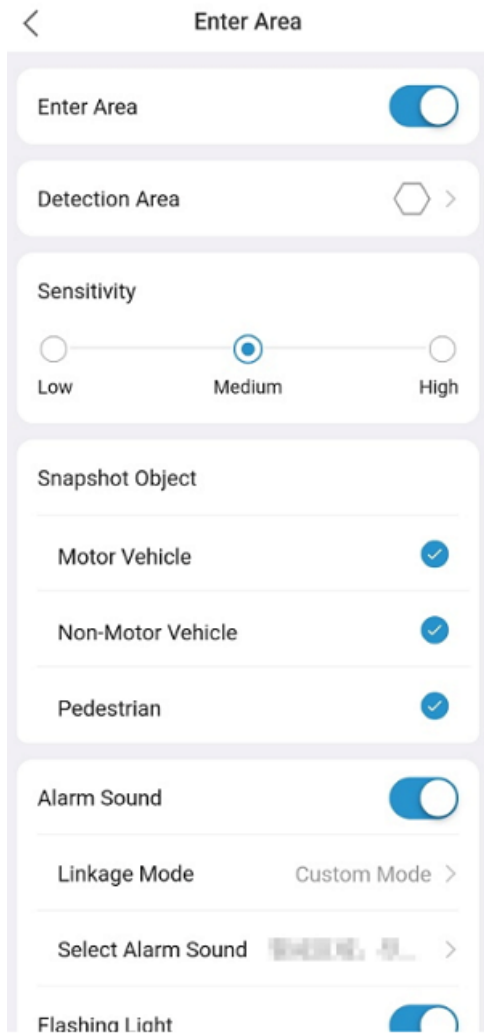 Enter Area
Enter Area
Detection Area
Sensitivity
Low Medium High
Snapshot Object
Motor Vehicle
Non-Motor Vehicle
Pedestrian
Alarm Sound
Linkage Mode Custom Mode
Select Alarm Sound
Flashing Light